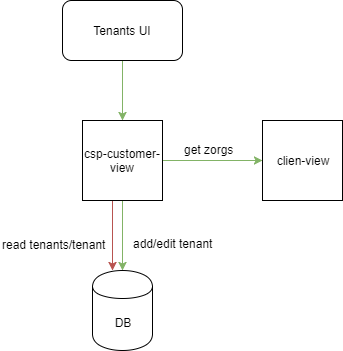 Tenants UI
csp-customer-
view
get zorgs
clien-view
read tenants/tenant
add/edit tenant
DB